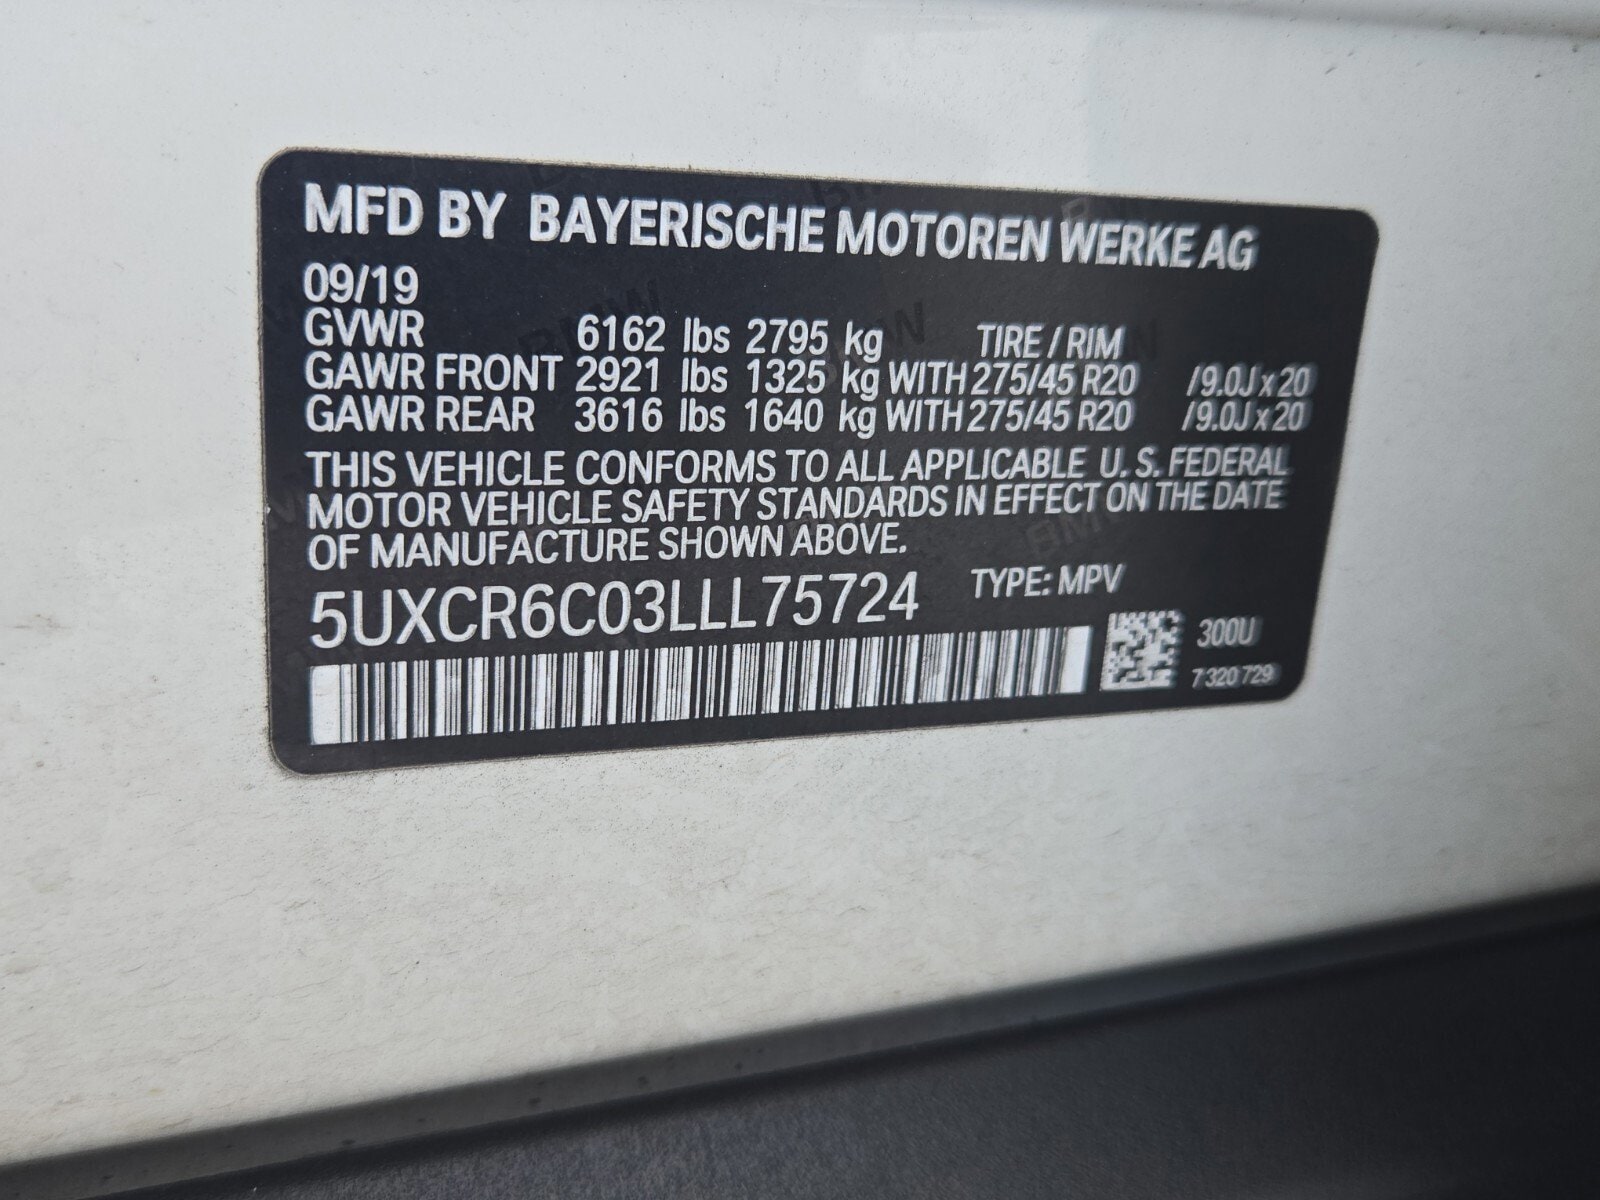 MFD BY BAYERISCHE MOTOREN WERKE AG
09/19
GVWR 6162 lbs 2795 kg TIRE / RIM
GAWR FRONT 2921 lbs 1325 kg WITH 275/45 R20 /9.0J x 20
GAWR REAR 3616 lbs 1640 kg WITH 275/45 R20 /9.0J x 20
THIS VEHICLE CONFORMS TO ALL APPLICABLE U. S. FEDERAL
MOTOR VEHICLE SAFETY STANDARDS IN EFFECT ON THE DATE
OF MANUFACTURE SHOWN ABOVE.
5UXCR6C03LLL75724 TYPE: MPV
300U
7 320 729